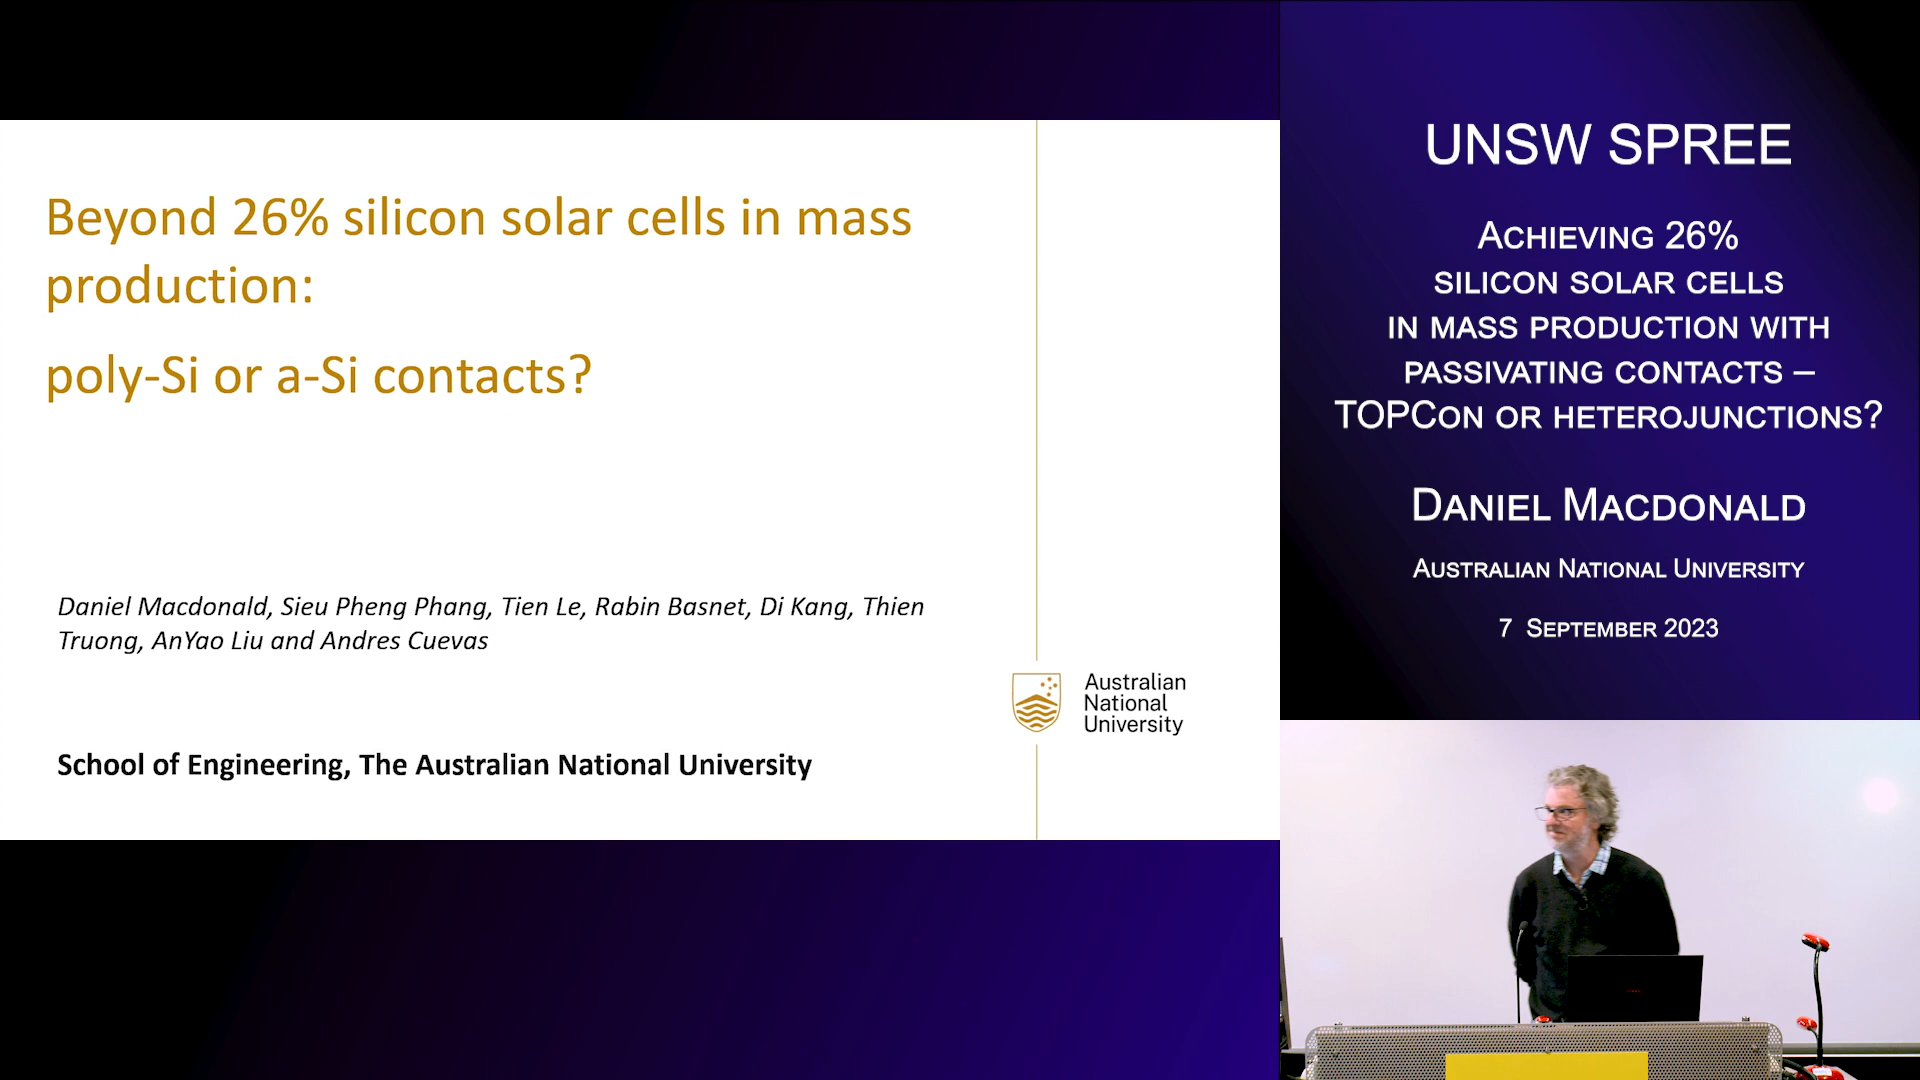 Beyond 26% silicon solar cells in mass
production:
poly-Si or a-Si contacts?
Daniel Macdonald, Sieu Pheng Phang, Tien Le, Rabin Basnet, Di Kang, Thien
Truong, AnYao Liu and Andres Cuevas
Australian
National
University
School of Engineering, The Australian National University
UNSW SPREE
Achieving 26%
silicon solar cells
in mass production with
passivating contacts –
TOPCon or heterojunctions?
Daniel Macdonald
Australian National University
7 September 2023